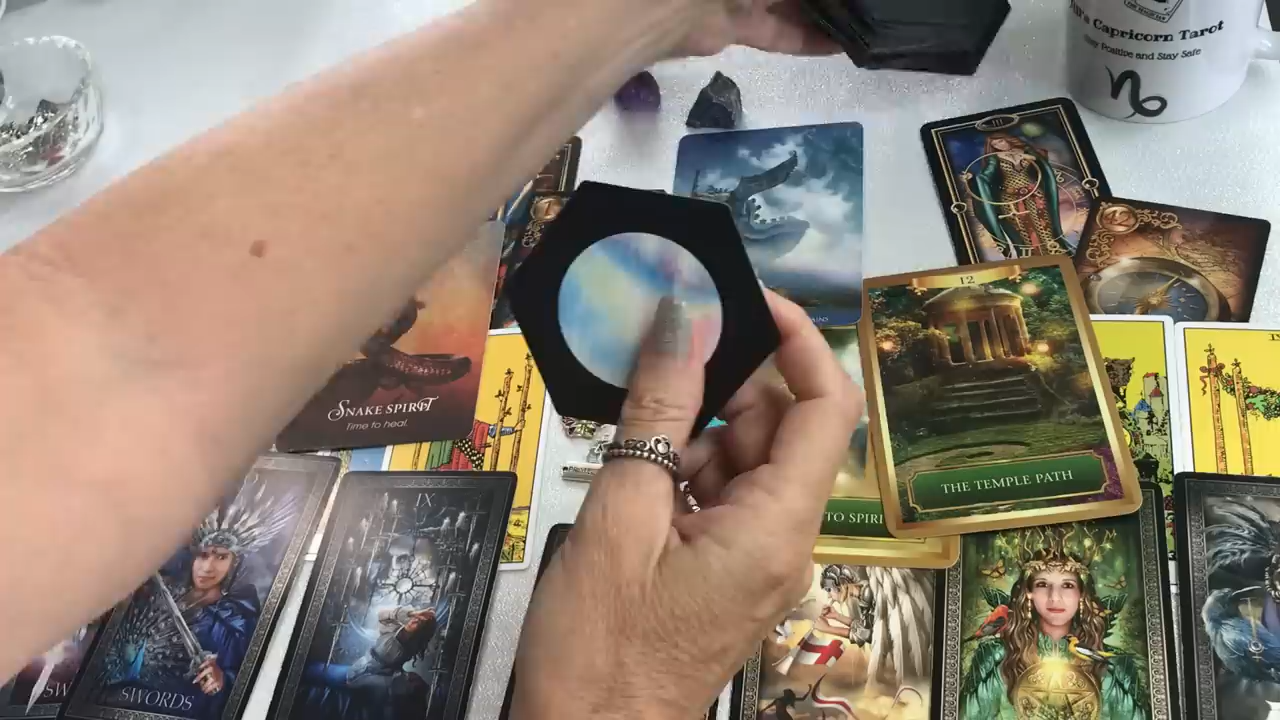 Capricorn Tarot
Positive and Stay Safe
III
12
SNAKE SPIRIT
Time to heal.
THE TEMPLE PATH
TO SPIRI
IX
SWORDS
SW